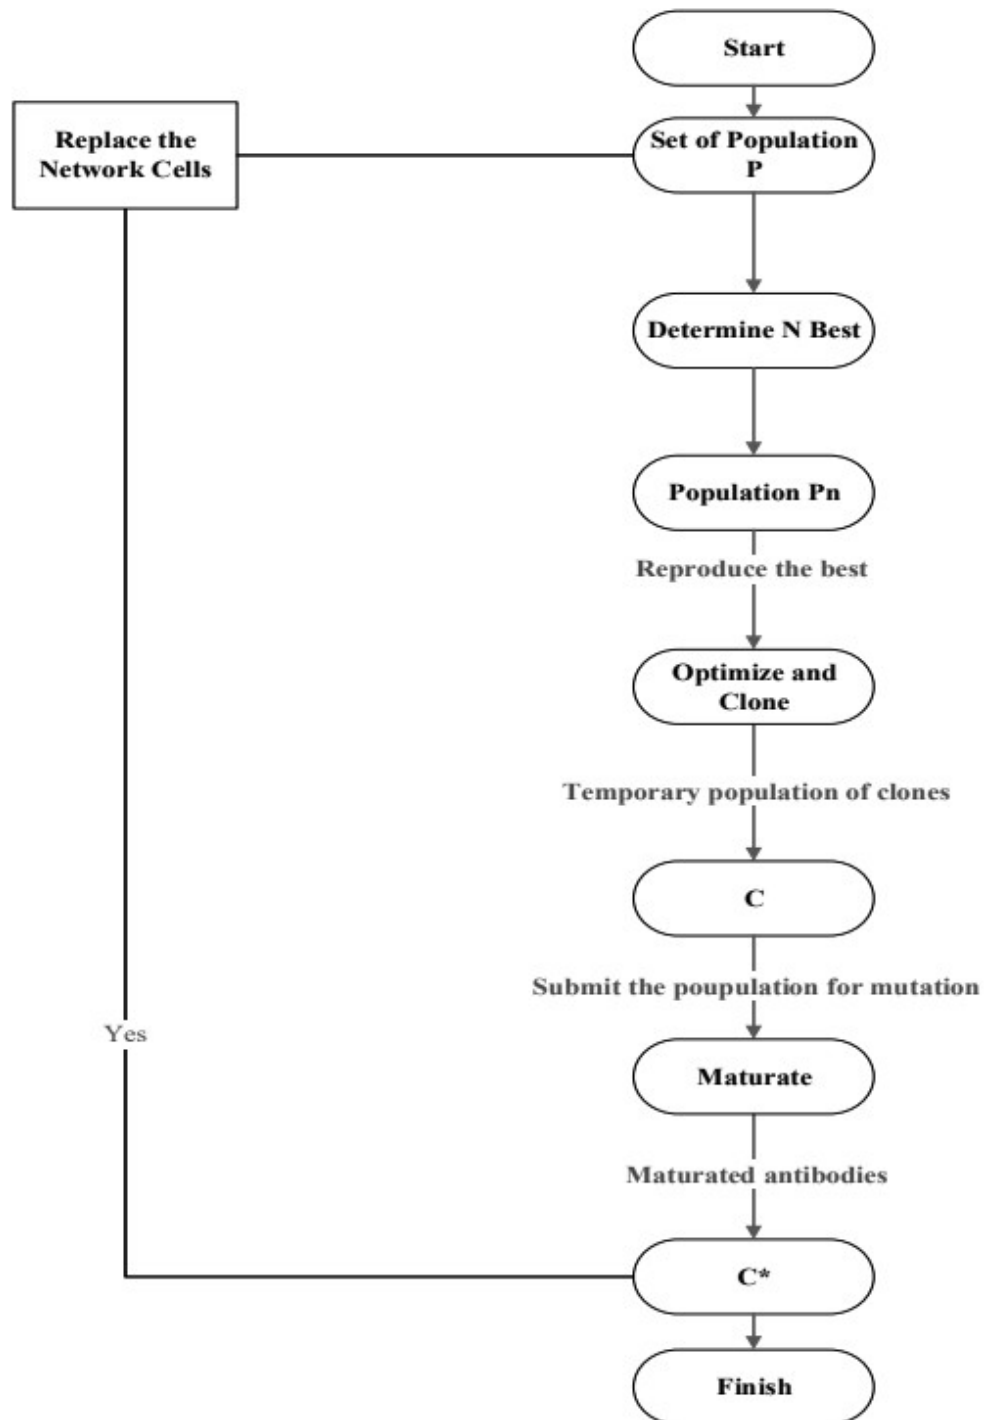 Start
Replace the
Network Cells
Set of Population
P
Determine N Best
Population Pn
Reproduce the best
Optimize and
Clone
Temporary population of clones
C
Submit the poupulation for mutation
Yes
Maturate
Maturated antibodies
C*
Finish